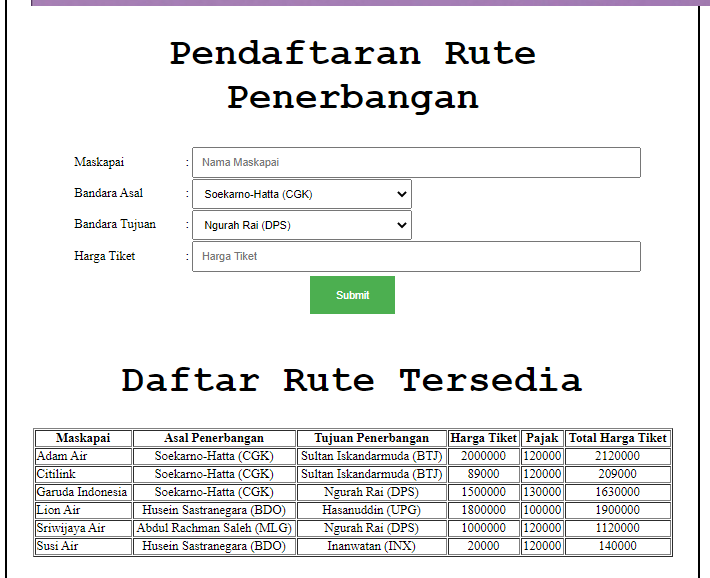 Pendaftaran Rute
Penerbangan
Maskapai : Nama Maskapai
Bandara Asal : Soekarno-Hatta (CGK)
Bandara Tujuan : Ngurah Rai (DPS)
Harga Tiket : Harga Tiket
Submit
Daftar Rute Tersedia
Maskapai Asal Penerbangan Tujuan Penerbangan Harga Tiket Pajak Total Harga Tiket
Adam Air Soekarno-Hatta (CGK) Sultan Iskandarmuda (BTJ) 2000000 120000 2120000
Citilink Soekarno-Hatta (CGK) Sultan Iskandarmuda (BTJ) 89000 120000 209000
Garuda Indonesia Soekarno-Hatta (CGK) Ngurah Rai (DPS) 1500000 130000 1630000
Lion Air Husein Sastranegara (BDO) Hasanuddin (UPG) 1800000 100000 1900000
Sriwijaya Air Abdul Rachman Saleh (MLG) Ngurah Rai (DPS) 1000000 120000 1120000
Susi Air Husein Sastranegara (BDO) Inanwatan (INX) 20000 120000 140000